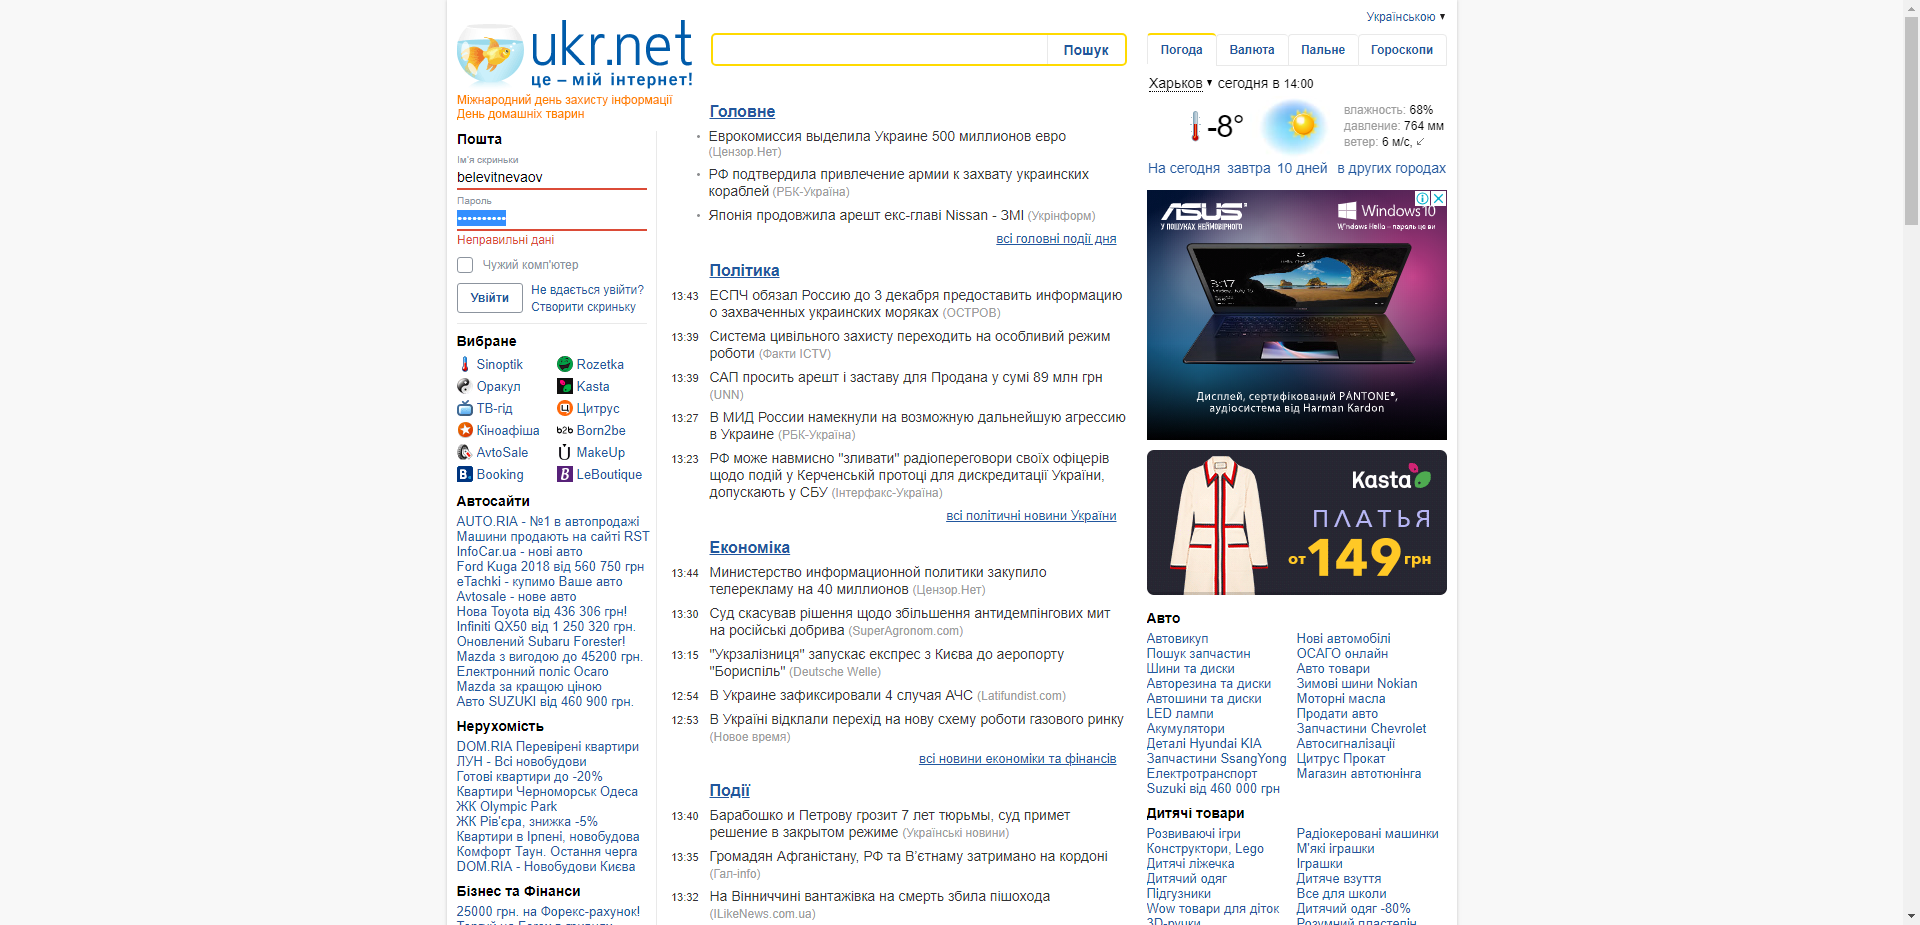 Українською ▼
ukr.net
це – мій інтернет!
Міжнародний день захисту інформації
День домашніх тварин
Пошук
Пошта
Ім'я скриньки
belevitnevaov
Пароль
••••••••••
Неправильні дані
Чужий комп'ютер
Увійти
Не вдається увійти?
Створити скриньку
Вибране
Sinoptik
Rozetka
Оракул
Kasta
ТВ-гід
Цитрус
Кіноафіша
b2b Born2be
AvtoSale
MakeUp
Booking
LeBoutique
Автосайти
AUTO.RIA - №1 в автопродажі
Машини продають на сайті RST
InfoCar.ua - нові авто
Ford Kuga 2018 від 560 750 грн
eTachki - купимо Ваше авто
Avtosale - нове авто
Нова Toyota від 436 306 грн!
Infiniti QX50 від 1 250 320 грн.
Оновлений Subaru Forester!
Mazda з вигодою до 45200 грн.
Електронний поліс Осаго
Mazda за кращою ціною
Авто SUZUKI від 460 900 грн.
Нерухомість
DOM.RIA Перевірені квартири
ЛУН - Всі новобудови
Готові квартири до -20%
Квартири Черноморськ Одеса
ЖК Olympic Park
ЖК Рів'єра, знижка -5%
Квартири в Ірпені, новобудова
Комфорт Таун. Остання черга
DOM.RIA - Новобудови Києва
Бізнес та Фінанси
25000 грн. на Форекс-рахунок!
Головне
Еврокомиссия выделила Украине 500 миллионов евро
(Цензор.Нет)
РФ подтвердила привлечение армии к захвату украинских
кораблей (РБК-Україна)
Японія продовжила арешт екс-главі Nissan - ЗМІ (Укрінформ)
всі головні події дня
Політика
13:43 ЕСПЧ обязал Россию до 3 декабря предоставить информацию
о захваченных украинских моряках (ОСТРОВ)
13:39 Система цивільного захисту переходить на особливий режим
роботи (Факти ICTV)
13:39 САП просить арешт і заставу для Продана у сумі 89 млн грн
(UNN)
13:27 В МИД России намекнули на возможную дальнейшую агрессию
в Украине (РБК-Україна)
13:23 РФ може навмисно "зливати" радіопереговори своїх офіцерів
щодо подій у Керченській протоці для дискредитації України,
допускають у СБУ (Інтерфакс-Україна)
всі політичні новини України
Економіка
13:44 Министерство информационной политики закупило
телерекламу на 40 миллионов (Цензор.Нет)
13:30 Суд скасував рішення щодо збільшення антидемпінгових мит
на російські добрива (SuperAgronom.com)
13:15 "Укрзалізниця" запускає експрес з Києва до аеропорту
"Бориспіль" (Deutsche Welle)
12:54 В Украине зафиксировали 4 случая АЧС (Latifundist.com)
12:53 В Україні відклали перехід на нову схему роботи газового ринку
(Новое время)
всі новини економіки та фінансів
Події
13:40 Барабошко и Петрову грозит 7 лет тюрьмы, суд примет
решение в закрытом режиме (Українські новини)
13:35 Громадян Афганістану, РФ та В'єтнаму затримано на кордоні
(Гал-info)
13:32 На Вінниччині вантажівка на смерть збила пішохода
(ILikeNews.com.ua)
Погода
Валюта
Пальне
Гороскопи
Харьков ▼ сегодня в 14:00
-8°
влажность: 68%
давление: 764 мм
ветер: 6 м/с, ↙
На сегодня завтра 10 дней в других городах
ASUS
У ПОШУКАХ НЕЙМОВІРНОГО
Windows 10
Windows Hello – пароль це ви
Дисплей, сертифікований PANTONE®,
аудіосистема від Harman Kardon
Kasta
ПЛАТЬЯ
от 149 грн
Авто
Автовикуп
Пошук запчастин
Шини та диски
Авторезина та диски
Автошини та диски
LED лампи
Акумулятори
Деталі Hyundai KIA
Запчастини SsangYong
Електротранспорт
Suzuki від 460 000 грн
Нові автомобілі
ОСАГО онлайн
Авто товари
Зимові шини Nokian
Моторні масла
Продати авто
Запчастини Chevrolet
Автосигналізації
Цитрус Прокат
Магазин автотюнінга
Дитячі товари
Розвиваючі ігри
Конструктори, Lego
Дитячі ліжечка
Дитячий одяг
Підгузники
Wow товари для діток
3D-ручки
Радіокеровані машинки
М'які іграшки
Іграшки
Дитяче взуття
Все для школи
Дитячий одяг -80%
Розумний пластелін